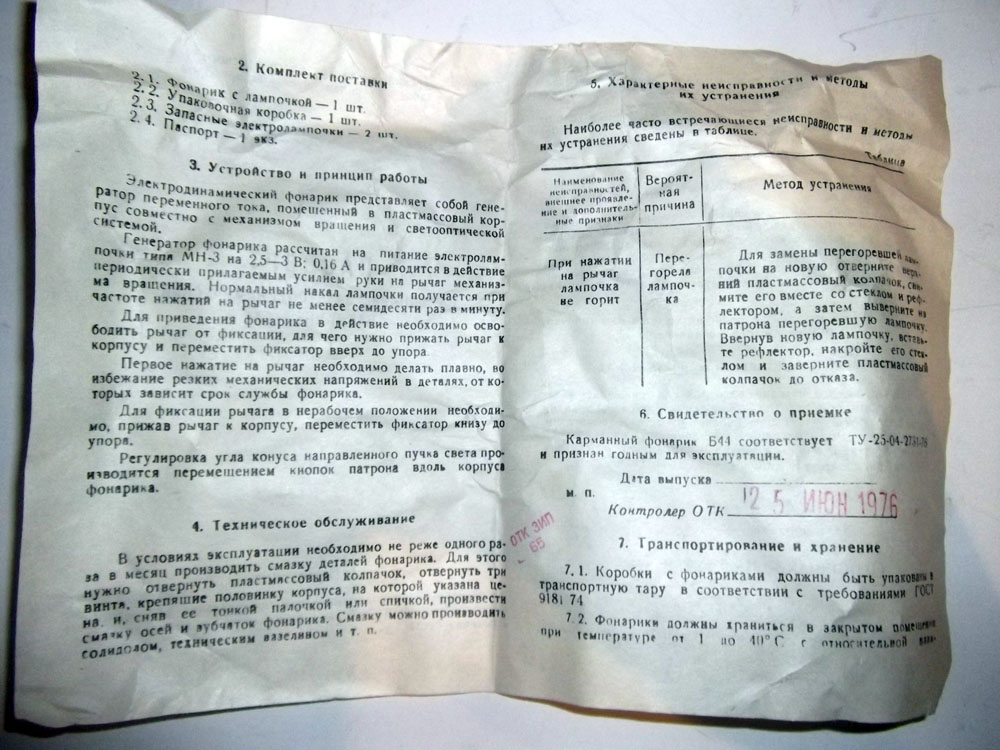 2. Комплект поставки
2. 1. Фонарик с лампочкой — 1 шт.
2. 2. Упаковочная коробка — 1 шт.
2. 3. Запасные электролампочки — 2 шт.
2. 4. Паспорт — 1 экз.
3. Устройство и принцип работы
Электродинамический фонарик представляет собой гене-
ратор переменного тока, помещенный в пластмассовый кор-
пус совместно с механизмом вращения и светооптической
системой.
Генератор фонарика рассчитан на питание электролам-
почки типа МН-3 на 2,5—3 В; 0,16 А и приводится в действие
периодически прилагаемым усилием руки на рычаг механиз-
ма вращения. Нормальный накал лампочки получается при
частоте нажатий на рычаг не менее семидесяти раз в минуту.
Для приведения фонарика в действие необходимо осво-
бодить рычаг от фиксации, для чего нужно прижать рычаг к
корпусу и переместить фиксатор вверх до упора.
Первое нажатие на рычаг необходимо делать плавно, во
избежание резких механических напряжений в деталях, от ко-
торых зависит срок службы фонарика.
Для фиксации рычага в нерабочем положении необходи-
мо, прижав рычаг к корпусу, переместить фиксатор книзу до
упора.
Регулировка угла конуса направленного пучка света про-
изводится перемещением кнопок патрона вдоль корпуса
фонарика.
4. Техническое обслуживание
В условиях эксплуатации необходимо не реже одного ра-
за в месяц производить смазку деталей фонарика. Для этого
нужно отвернуть пластмассовый колпачок, отвернуть три
винта, крепящие половинку корпуса, на которой указана це-
на, и, сняв ее тонкой палочкой или спичкой, произвести
смазку осей и зубчаток фонарика. Смазку можно производить
солидолом, техническим вазелином и т. п.
5. Характерные неисправности и методы
их устранения
Наиболее часто встречающиеся неисправности и методы
их устранения сведены в таблице.
Таблица
Наименование
неисправностей,
внешнее проявле-
ние и дополнитель-
ные признаки
Вероят-
ная
причина
Метод устранения
При нажатии
на рычаг
лампочка
не горит
Пере-
горела
лампоч-
ка
Для замены перегоревшей лам-
почки на новую отверните верх-
ний пластмассовый колпачок, сни-
мите его вместе со стеклом и реф-
лектором, а затем выверните из
патрона перегоревшую лампочку.
Ввернув новую лампочку, вставь-
те рефлектор, накройте его стек-
лом и заверните пластмассовый
колпачок до отказа.
6. Свидетельство о приемке
Карманный фонарик Б44 соответствует ТУ-25-04-
и признан годным для эксплуатации.
Дата выпуска
м. п.
25 ИЮН 1976
Контролер ОТК
ОТК ЗИП
65
7. Транспортирование и хранение
7. 1. Коробки с фонариками должны быть упакованы в
транспортную тару в соответствии с требованиями ГОСТ
9181 74
7. 2. Фонарики должны храниться в закрытом помещении
при температуре от 1 до 40°С с относительной